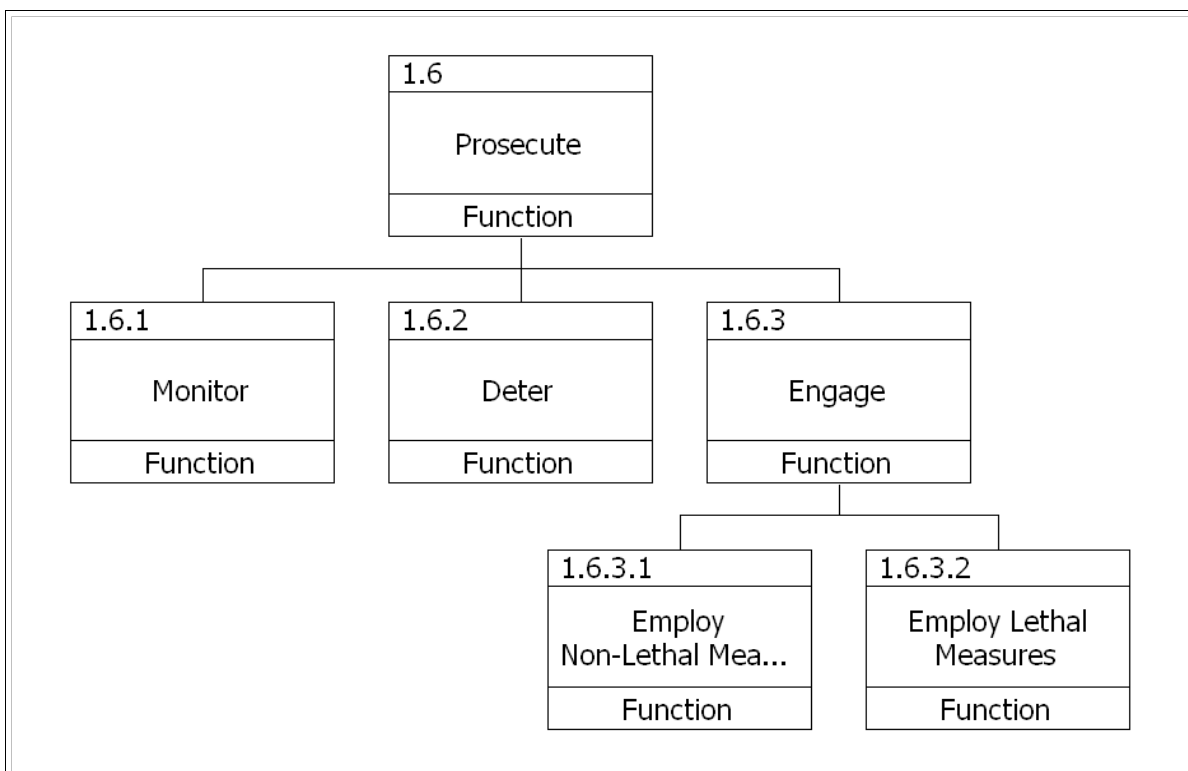 1.6
Prosecute
Function
1.6.1
Monitor
Function
1.6.2
Deter
Function
1.6.3
Engage
Function
1.6.3.1
Employ
Non-Lethal Mea...
Function
1.6.3.2
Employ Lethal
Measures
Function